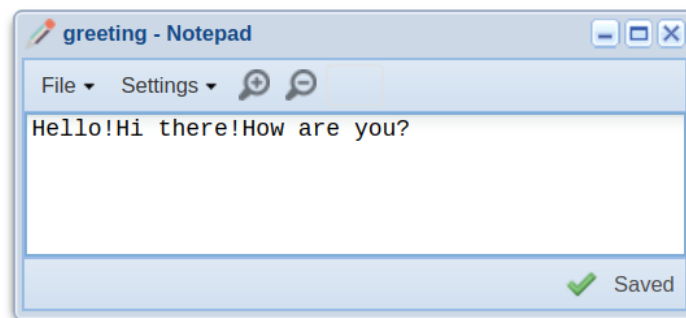 greeting - Notepad
File Settings
Hello!Hi there!How are you?
Saved